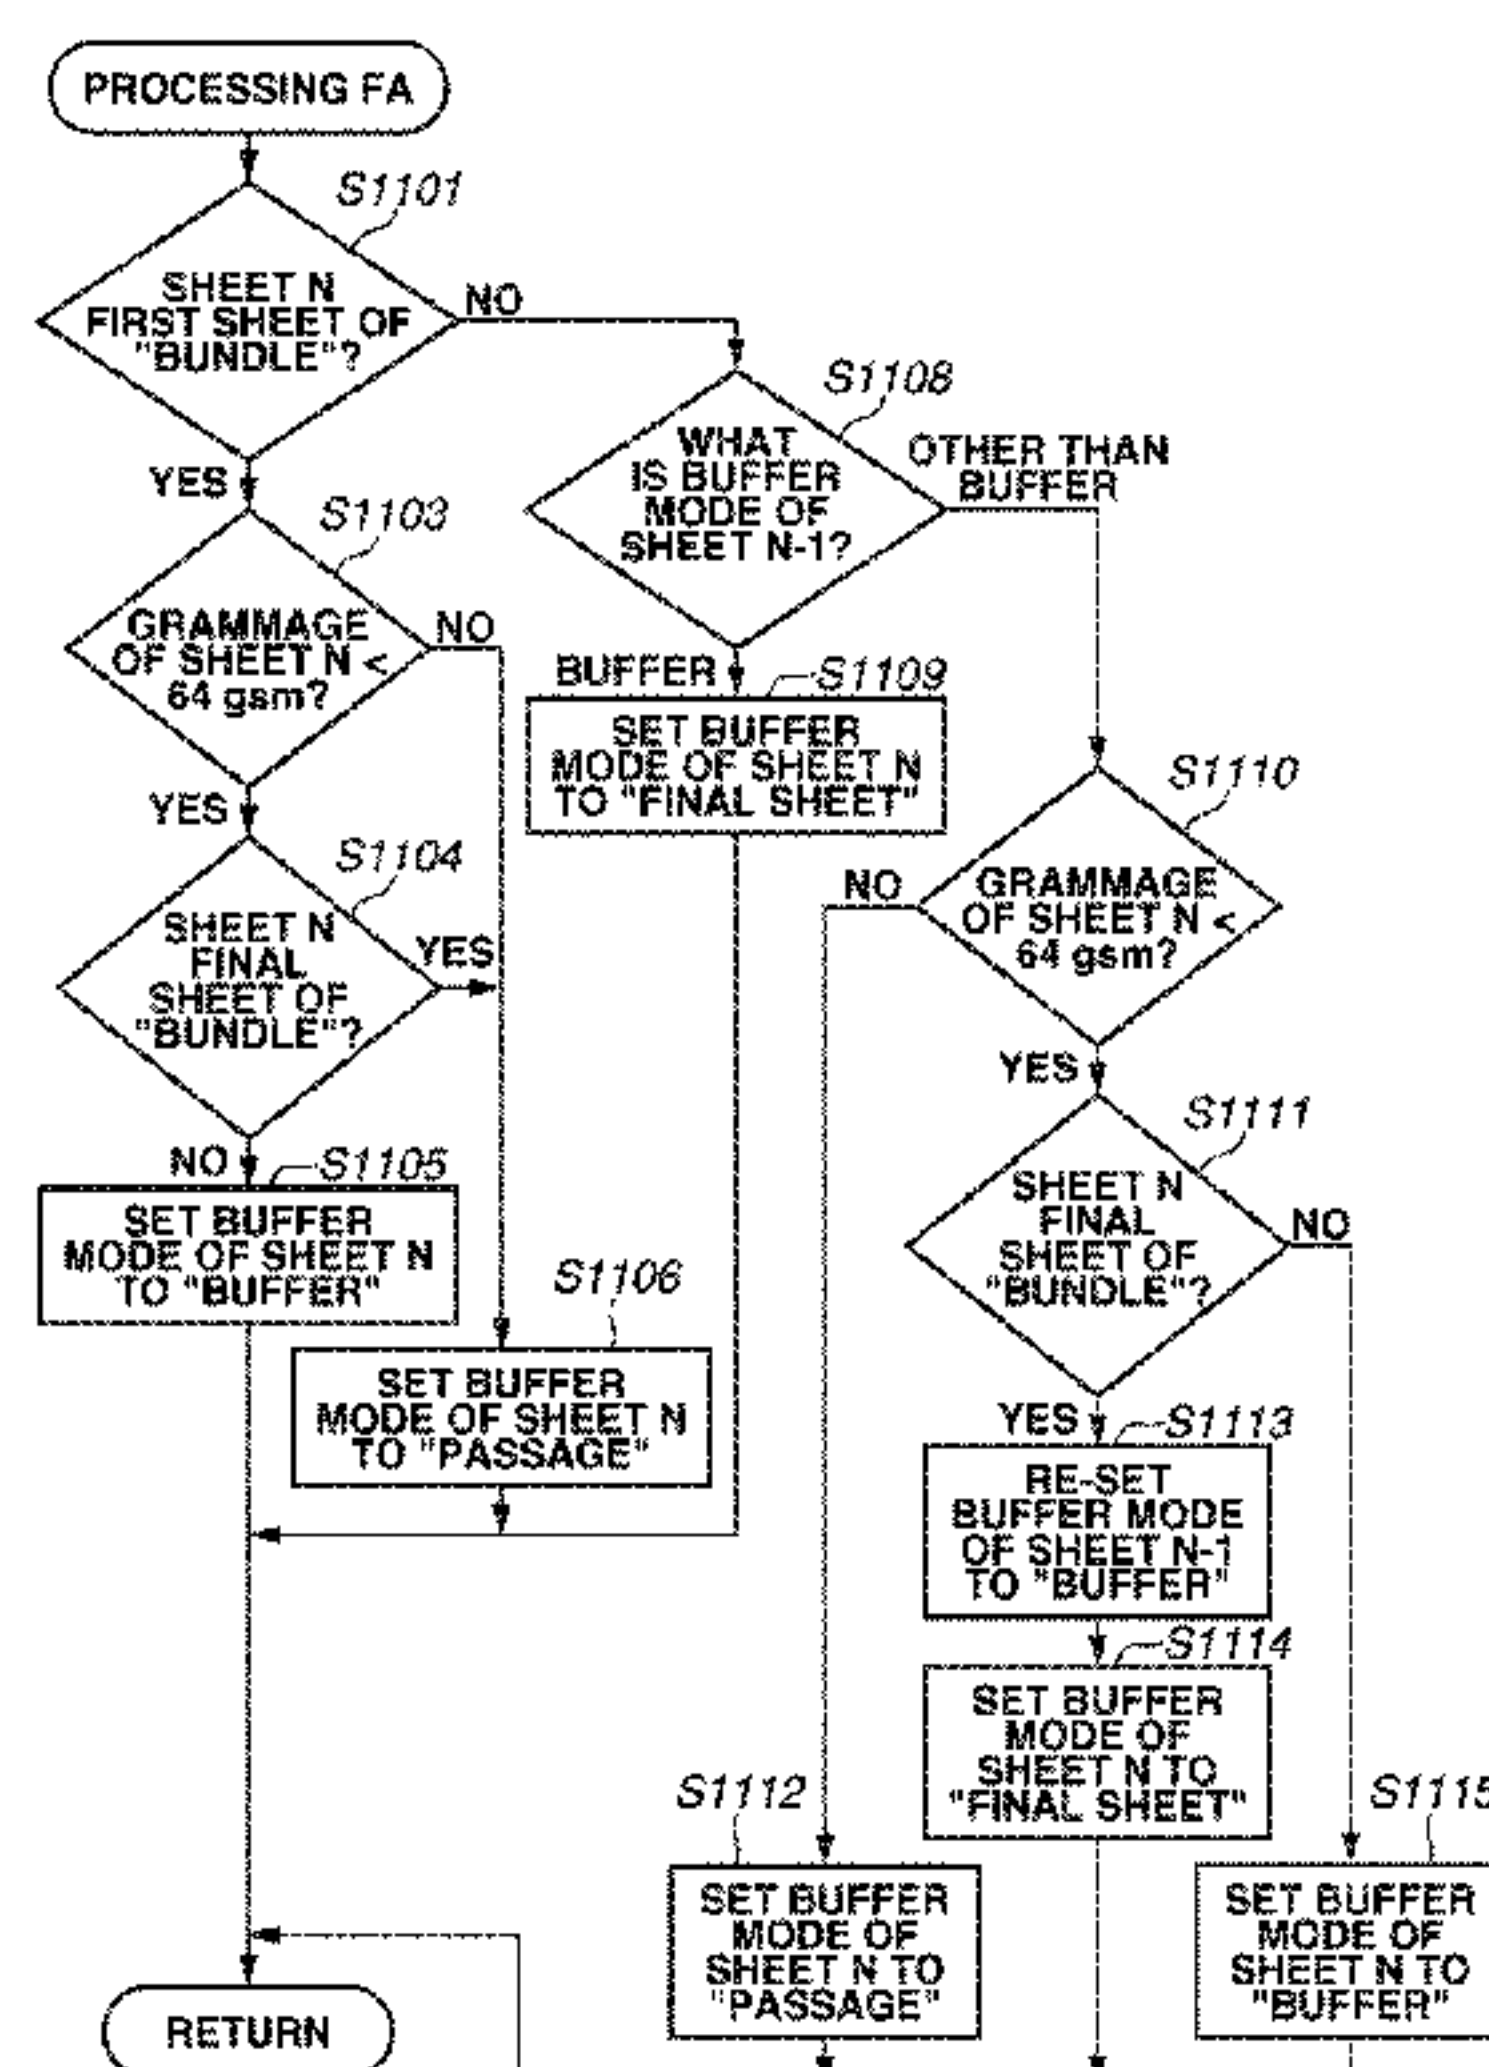 PROCESSING FA
S1101
SHEET N
FIRST SHEET OF
"BUNDLE"?
NO
YES
S1103
GRAMMAGE
OF SHEET N <
64 gsm?
NO
YES
S1104
SHEET N
FINAL
SHEET OF
"BUNDLE"?
YES
NO
S1105
SET BUFFER
MODE OF SHEET N
TO "BUFFER"
S1106
SET BUFFER
MODE OF SHEET N
TO "PASSAGE"
S1108
WHAT
IS BUFFER
MODE OF
SHEET N-1?
OTHER THAN
BUFFER
BUFFER
S1109
SET BUFFER
MODE OF SHEET N
TO "FINAL SHEET"
S1110
GRAMMAGE
OF SHEET N <
64 gsm?
NO
YES
S1111
SHEET N
FINAL
SHEET OF
"BUNDLE"?
NO
YES
S1113
RE-SET
BUFFER MODE
OF SHEET N-1
TO "BUFFER"
S1114
SET BUFFER
MODE OF
SHEET N TO
"FINAL SHEET"
S1112
SET BUFFER
MODE OF
SHEET N TO
"PASSAGE"
S1115
SET BUFFER
MODE OF
SHEET N TO
"BUFFER"
RETURN